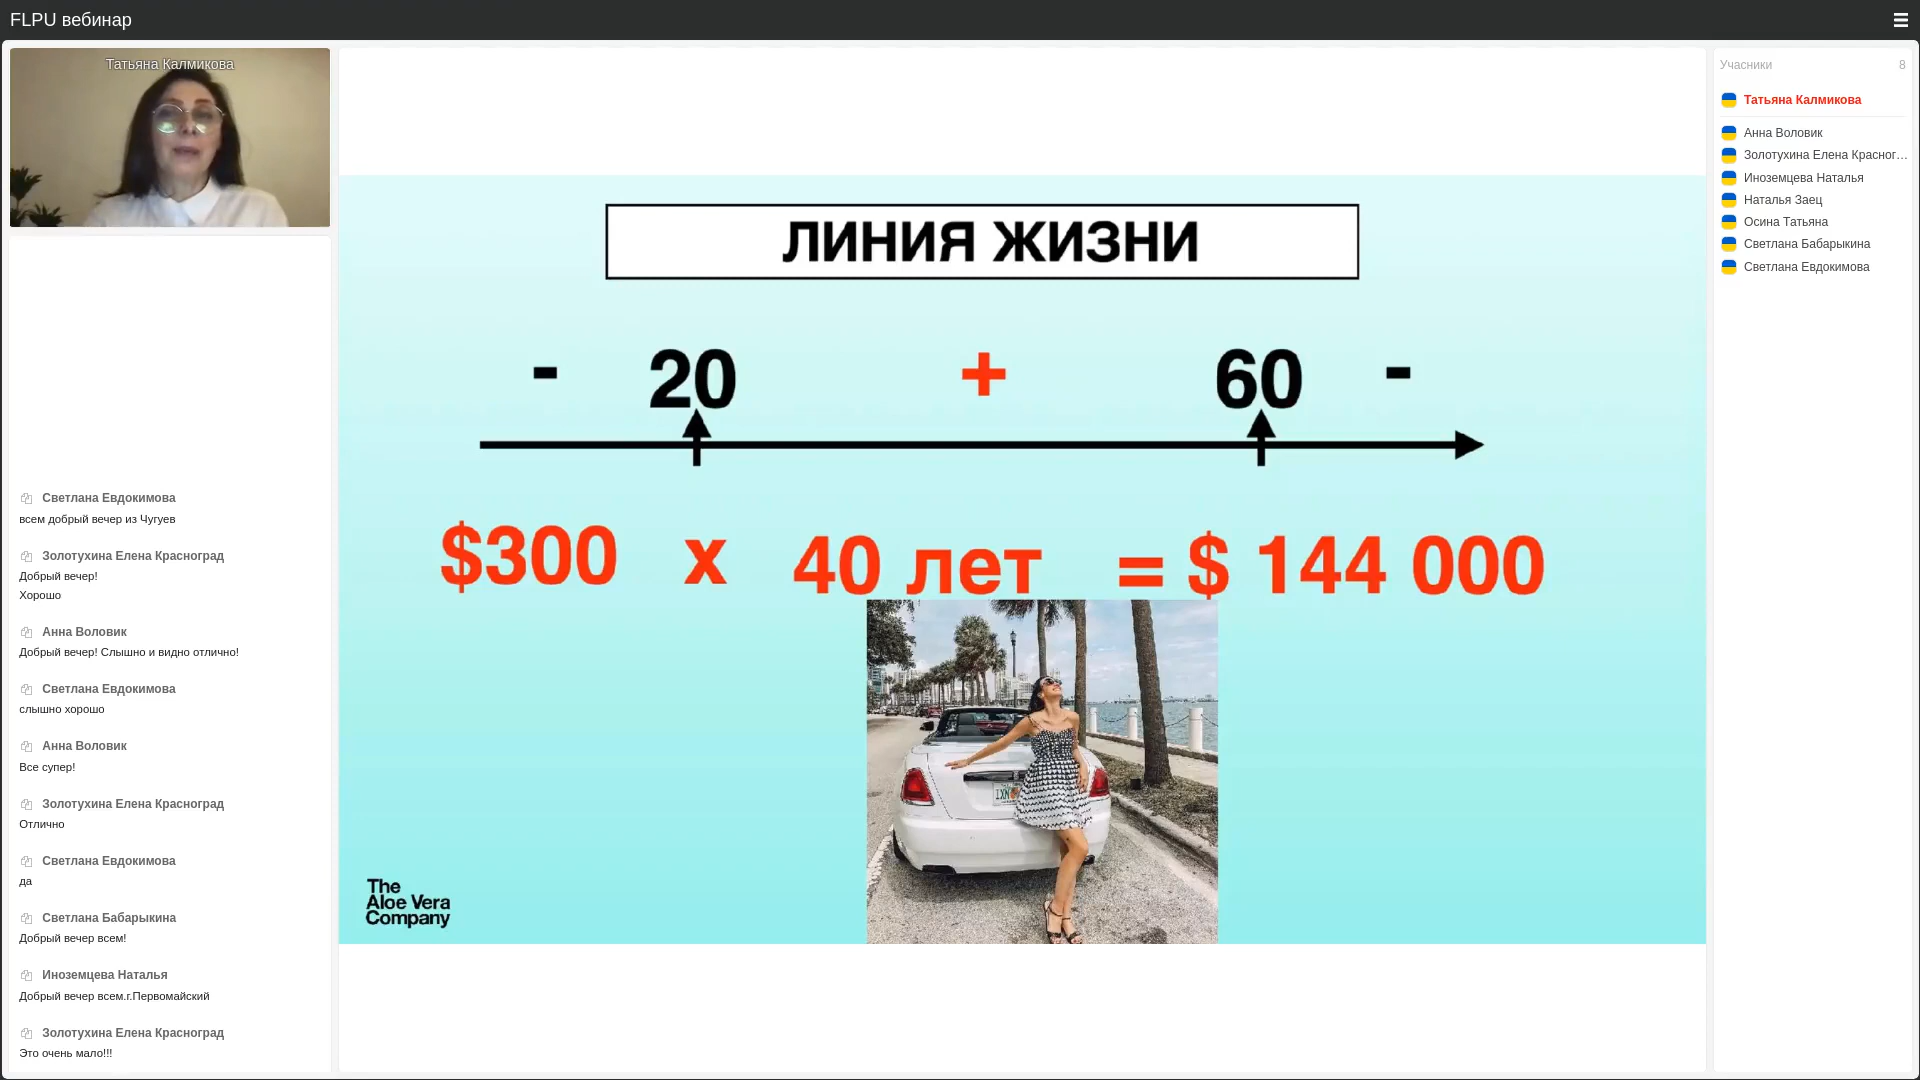 FLPU вебинар
Татьяна Калмикова
Светлана Евдокимова
всем добрый вечер из Чугуев
Золотухина Елена Красноград
Добрый вечер!
Хорошо
Анна Воловик
Добрый вечер! Слышно и видно отлично!
Светлана Евдокимова
слышно хорошо
Анна Воловик
Все супер!
Золотухина Елена Красноград
Отлично
Светлана Евдокимова
да
Светлана Бабарыкина
Добрый вечер всем!
Иноземцева Наталья
Добрый вечер всем.г.Первомайский
Золотухина Елена Красноград
Это очень мало!!!
ЛИНИЯ ЖИЗНИ
- 20 + 60 -
$300 x 40 лет = $ 144 000
The
Aloe Vera
Company
Учасники 8
Татьяна Калмикова
Анна Воловик
Золотухина Елена Красног...
Иноземцева Наталья
Наталья Заец
Осина Татьяна
Светлана Бабарыкина
Светлана Евдокимова